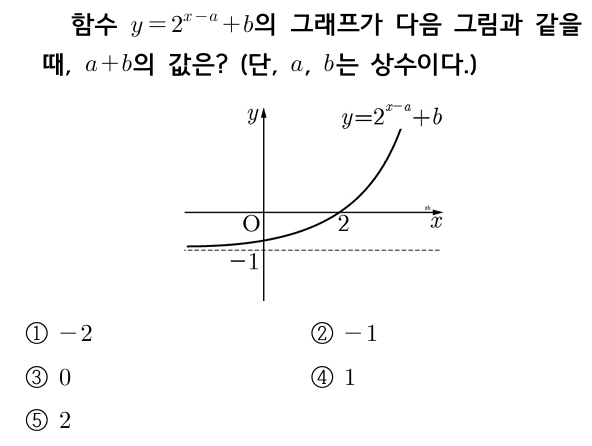 함수 y=2^{x-a}+b의 그래프가 다음 그림과 같을
때, a+b의 값은? (단, a, b는 상수이다.)
y
y=2^{x-a}+b
O
2
x
-1
① -2
② -1
③ 0
④ 1
⑤ 2